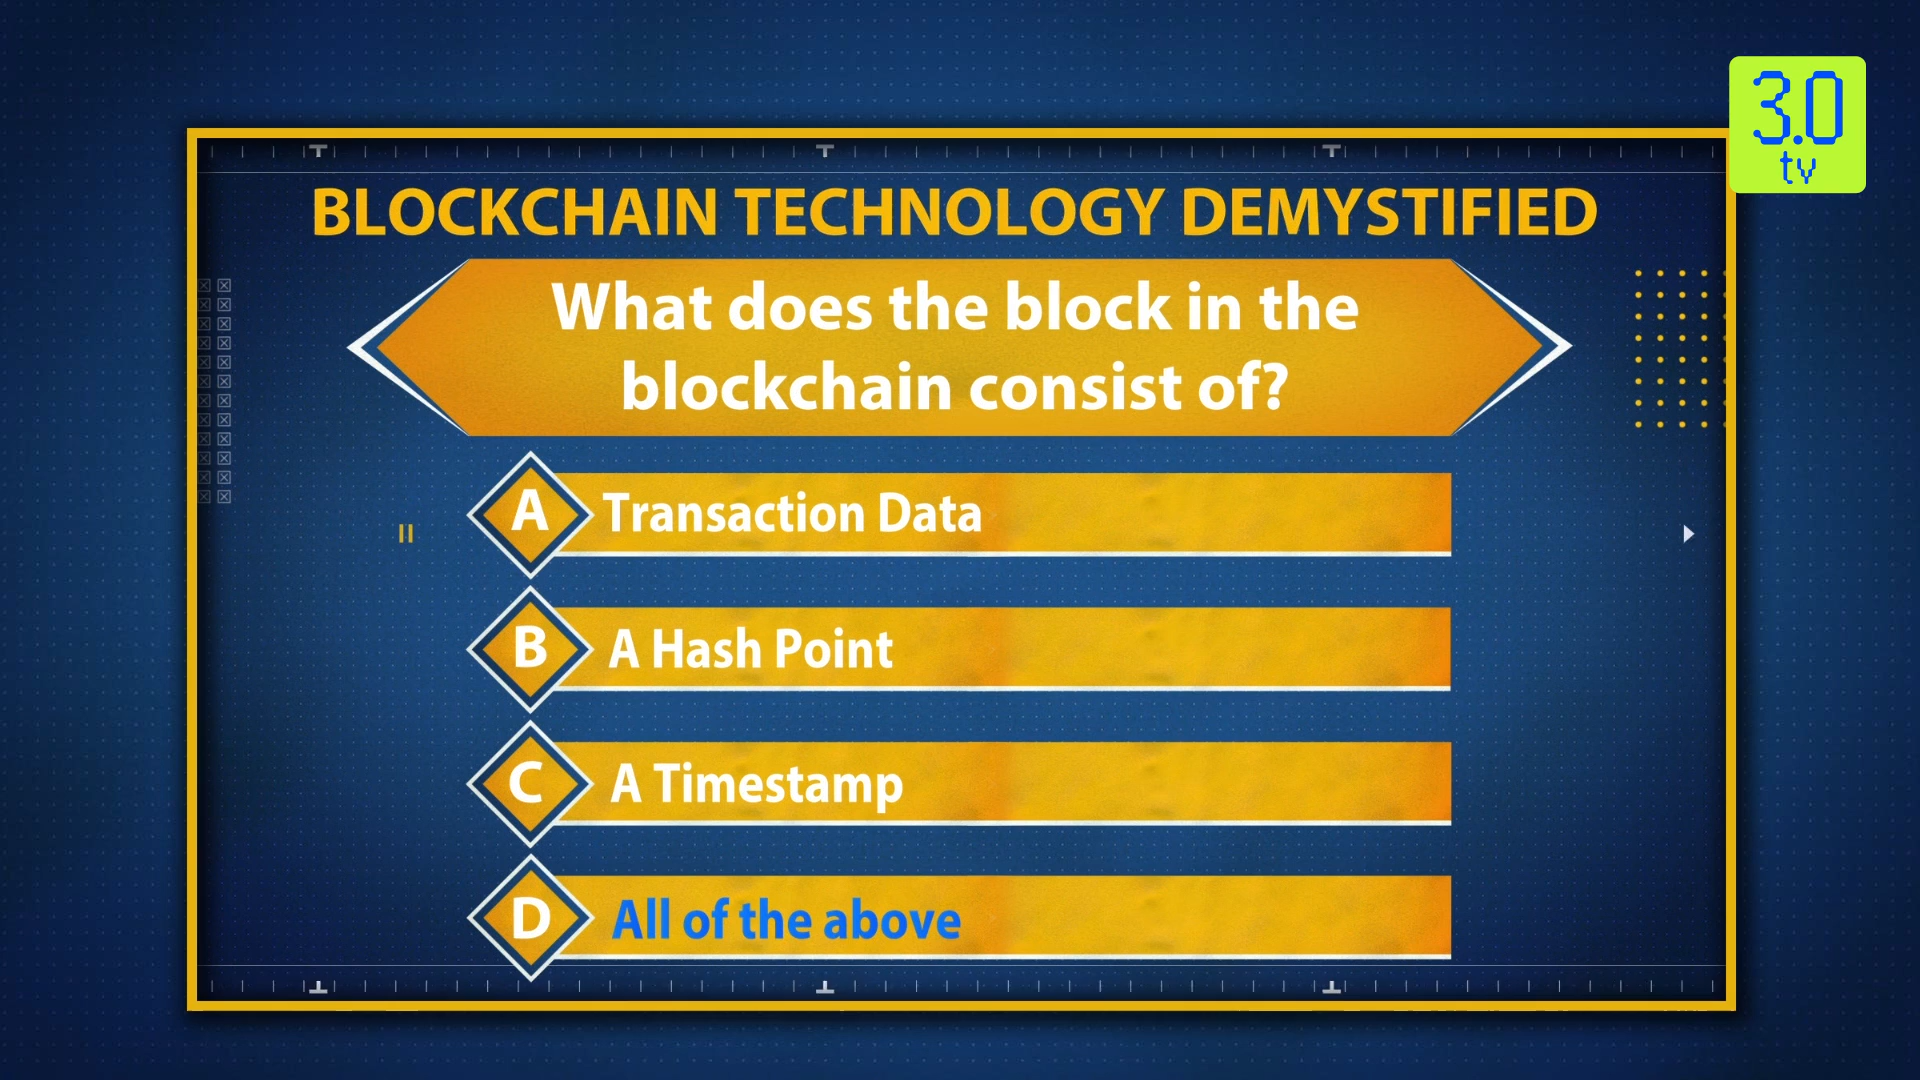 3.0
tv
BLOCKCHAIN TECHNOLOGY DEMYSTIFIED
What does the block in the
blockchain consist of?
A Transaction Data
B A Hash Point
C A Timestamp
D All of the above